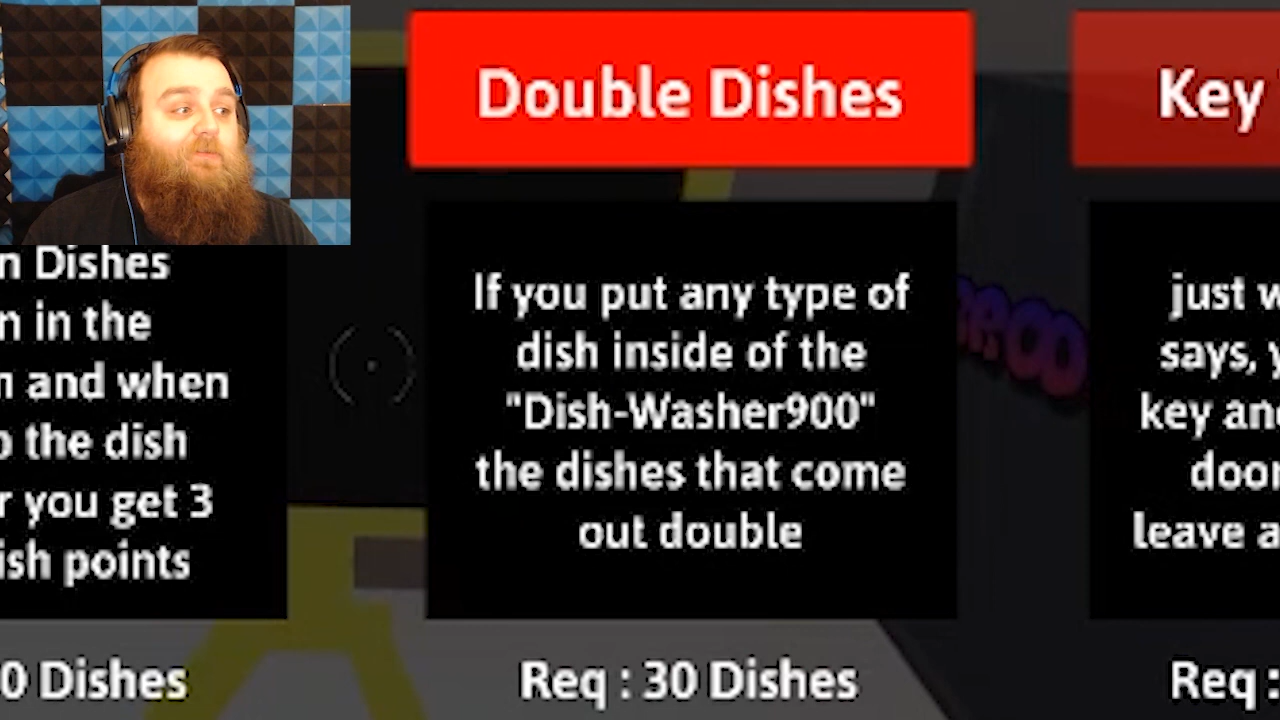 n Dishes
n in the
n and when
o the dish
r you get 3
ish points
0 Dishes
Double Dishes
If you put any type of
dish inside of the
"Dish-Washer900"
the dishes that come
out double
Req : 30 Dishes
Key
just w
says, y
key and
door
leave a
Req :